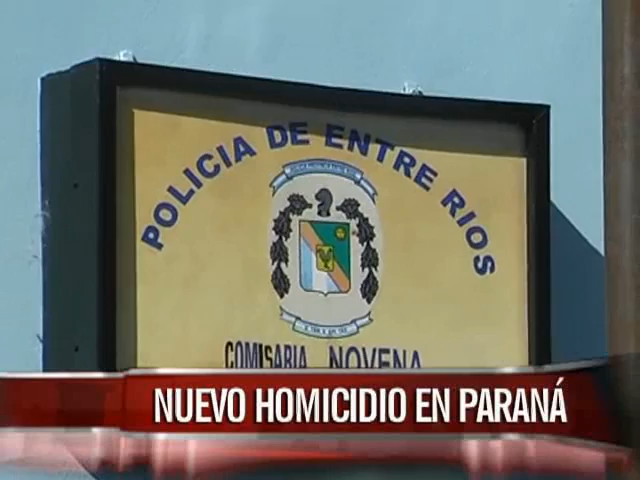 POLICIA DE ENTRE RIOS
COMISARIA NOVENA
NUEVO HOMICIDIO EN PARANÁ